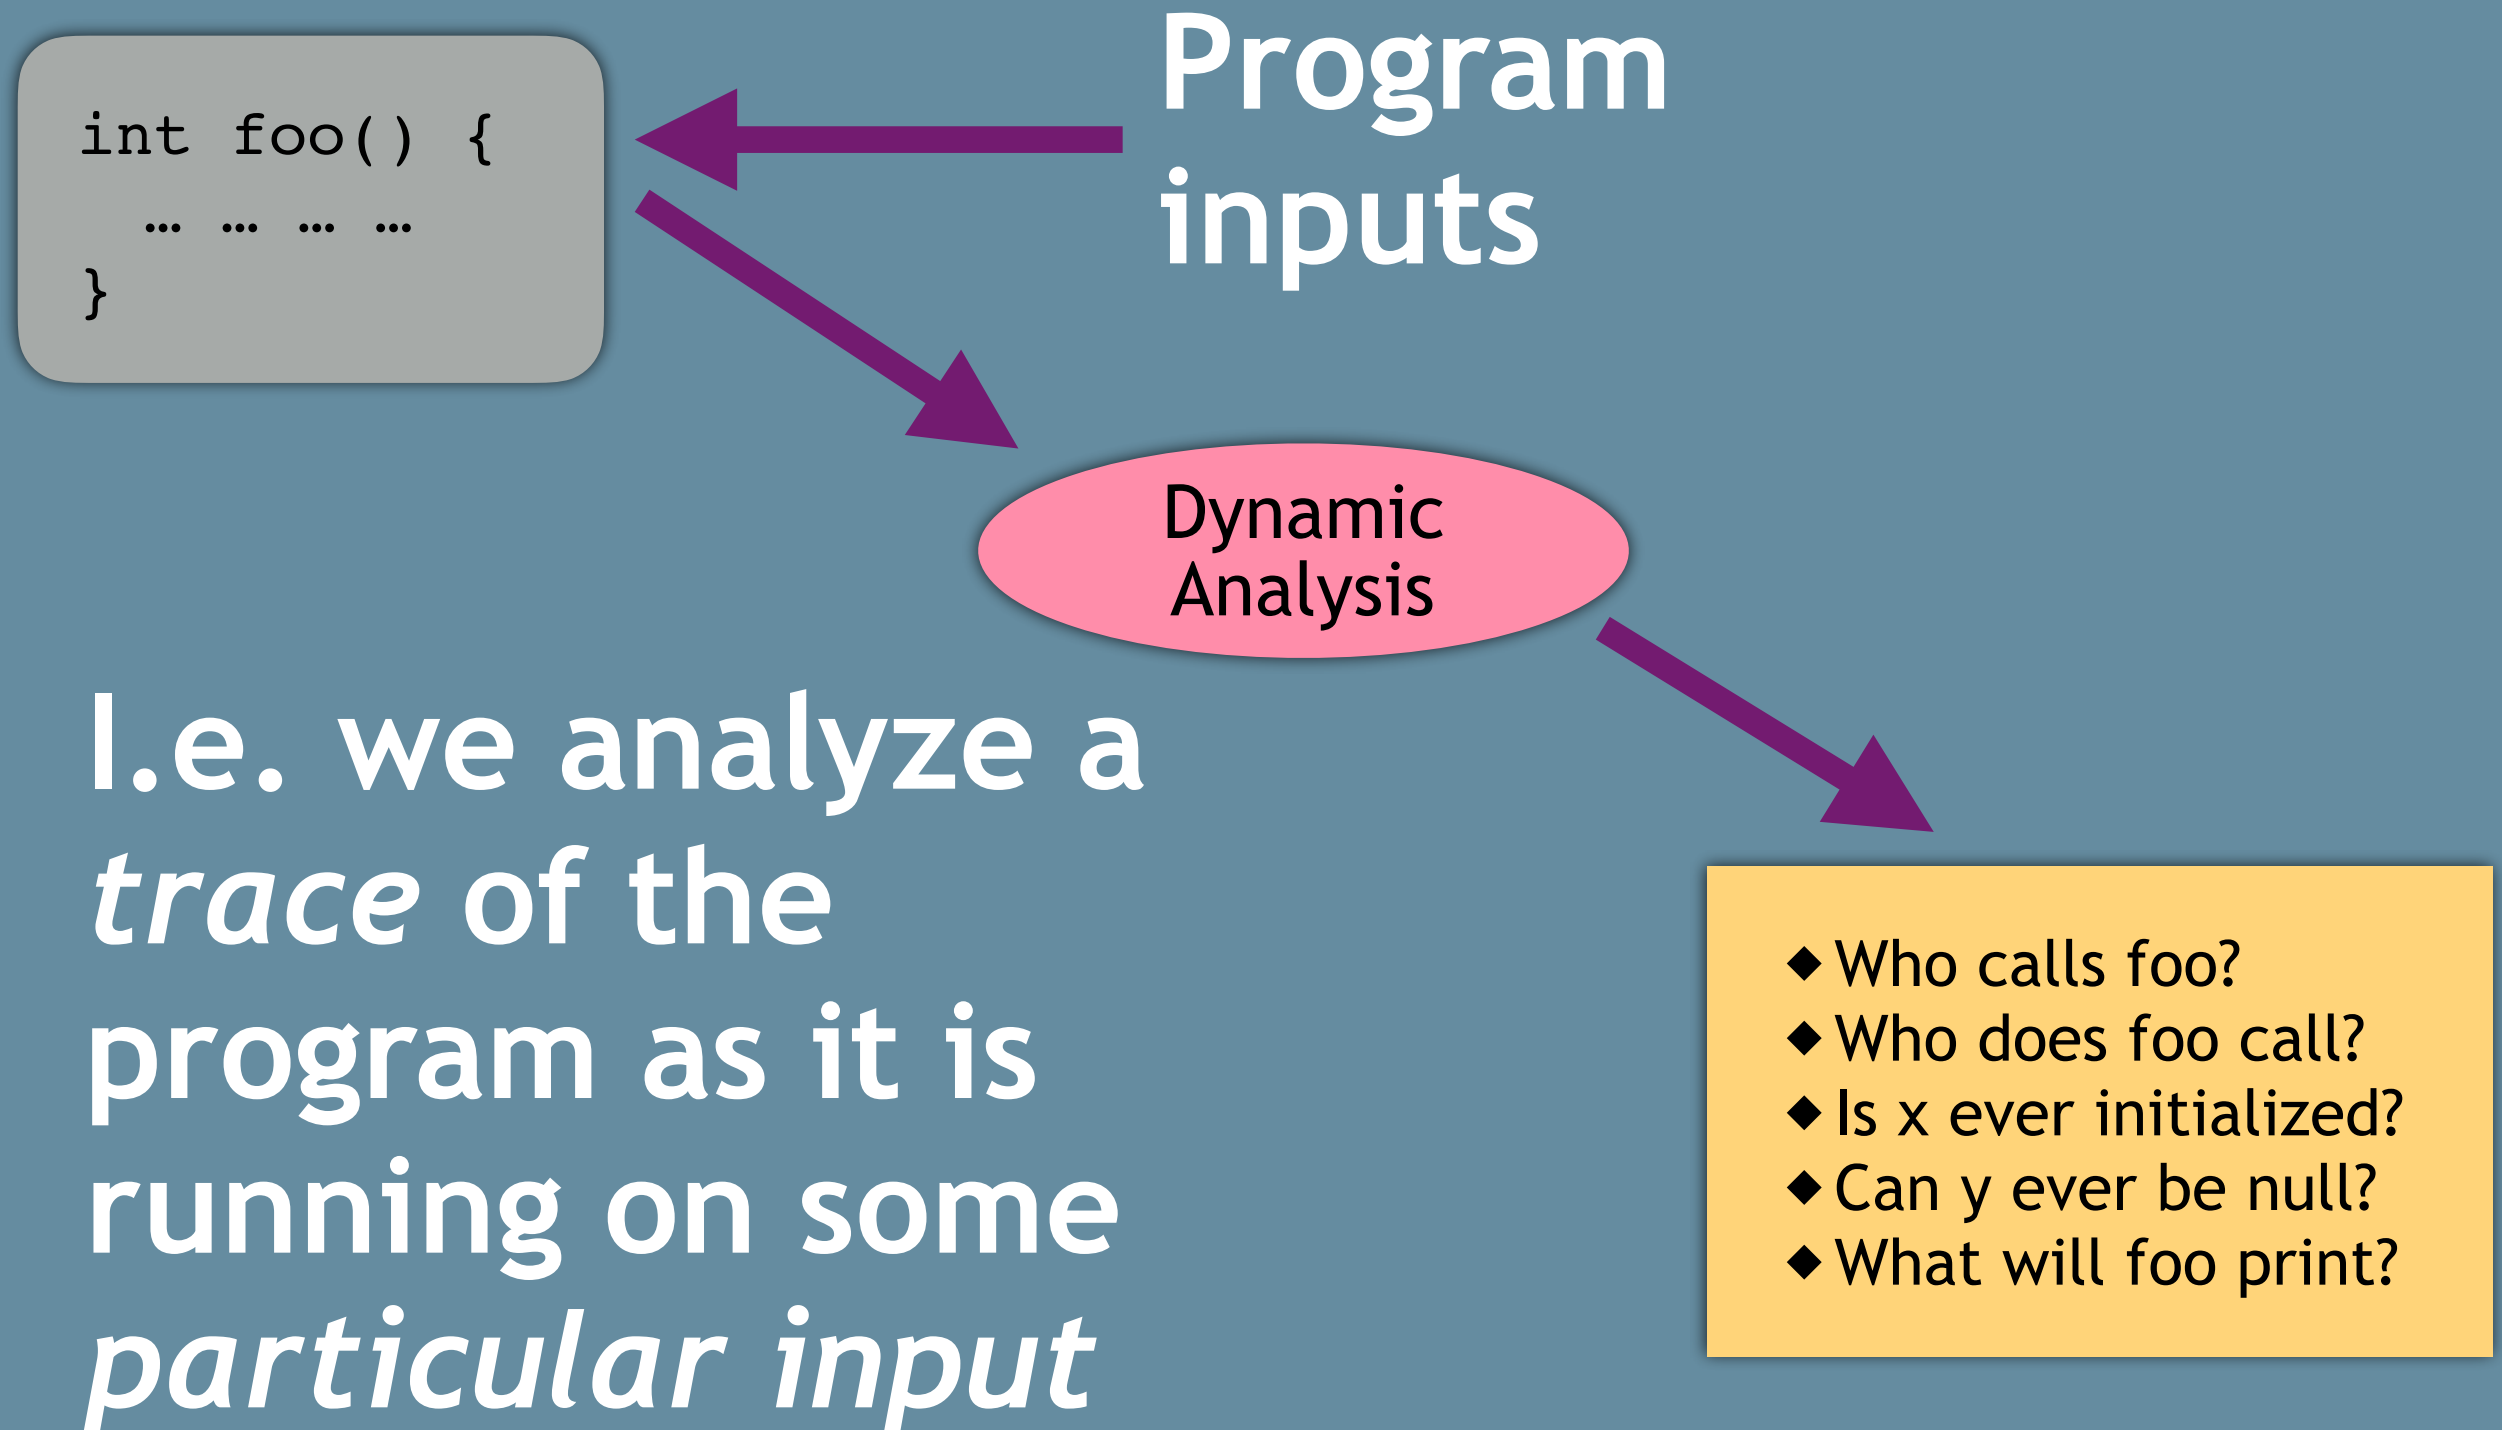 int foo() {
… … … …
}
Program
inputs
Dynamic
Analysis
I.e. we analyze a
trace of the
program as it is
running on some
particular input
◆ Who calls foo?
◆ Who does foo call?
◆ Is x ever initialized?
◆ Can y ever be null?
◆ What will foo print?